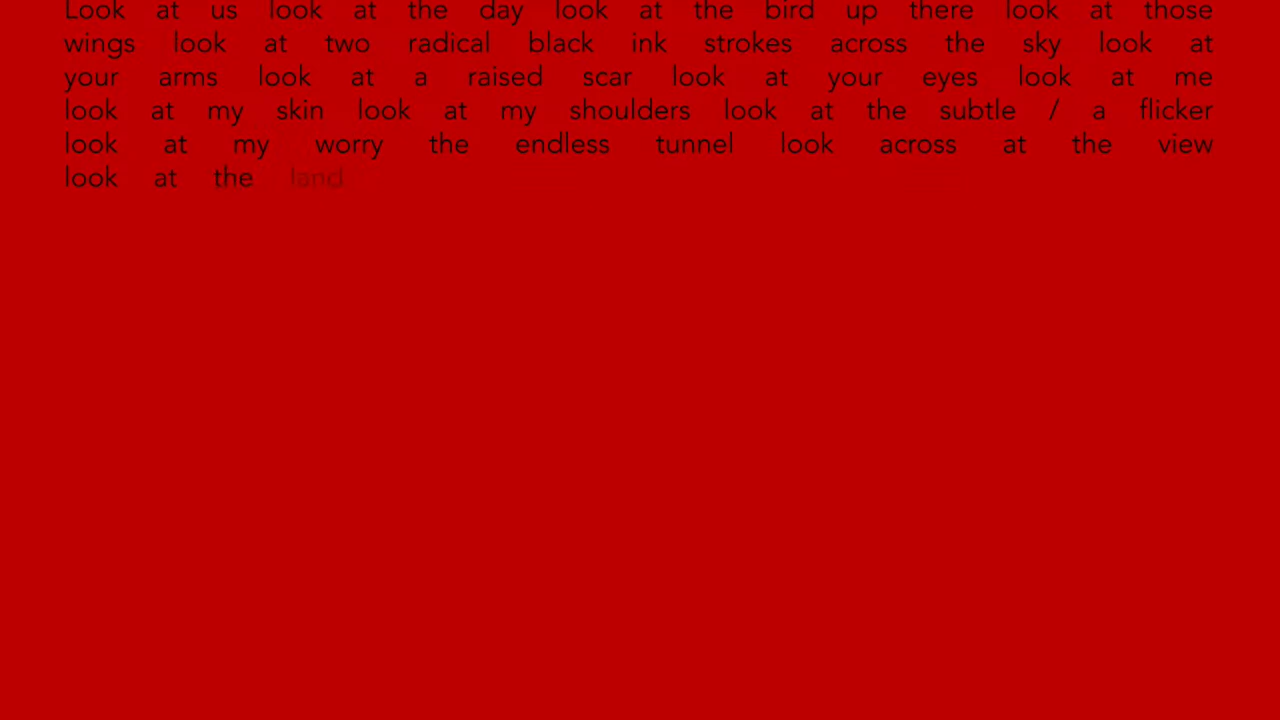 Look at us look at the day look at the bird up there look at those
wings look at two radical black ink strokes across the sky look at
your arms look at a raised scar look at your eyes look at me
look at my skin look at my shoulders look at the subtle / a flicker
look at my worry the endless tunnel look across at the view
look at the land